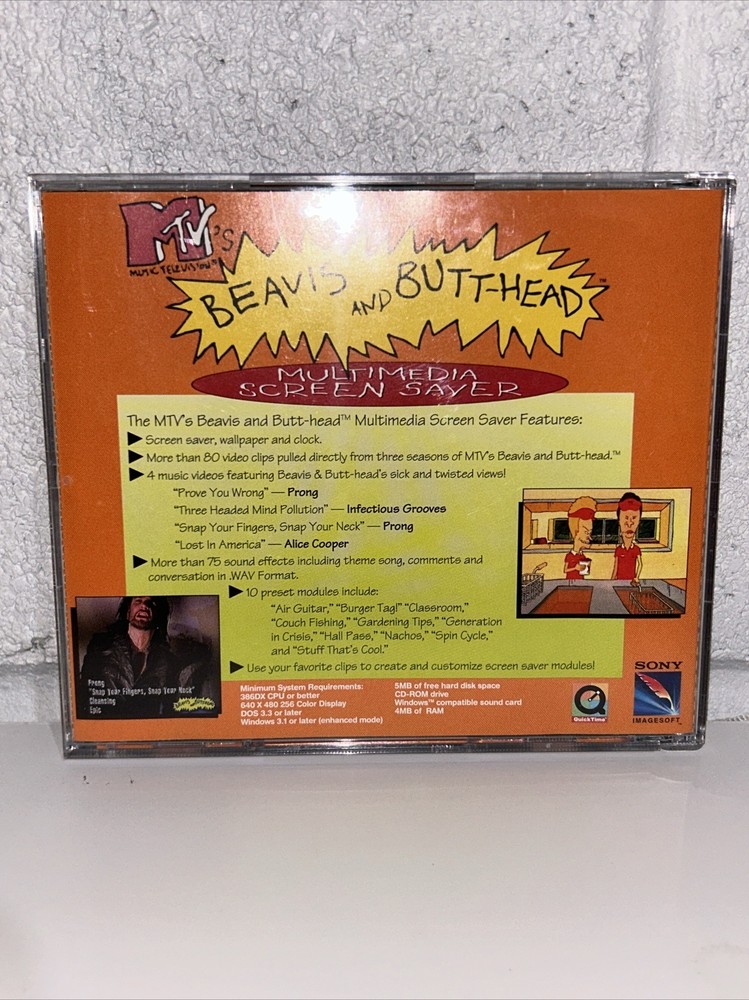 MTV'S
MUSIC TELEVISION
BEAVIS AND BUTT-HEAD™
MULTIMEDIA
SCREEN SAVER
The MTV's Beavis and Butt-head™ Multimedia Screen Saver Features:
Screen saver, wallpaper and clock.
More than 80 video clips pulled directly from three seasons of MTV's Beavis and Butt-head.™
4 music videos featuring Beavis & Butt-head's sick and twisted views!
"Prove You Wrong" — Prong
"Three Headed Mind Pollution" — Infectious Grooves
"Snap Your Fingers, Snap Your Neck" — Prong
"Lost In America" — Alice Cooper
More than 75 sound effects including theme song, comments and
conversation in .WAV Format.
10 preset modules include:
"Air Guitar," "Burger Tag!" "Classroom,"
"Couch Fishing," "Gardening Tips," "Generation
in Crisis," "Hall Pass," "Nachos," "Spin Cycle,"
and "Stuff That's Cool."
Use your favorite clips to create and customize screen saver modules!
Prong
"Snap Your Fingers, Snap Your Neck"
Cleansing
Epic
Minimum System Requirements:
386DX CPU or better
640 X 480 256 Color Display
DOS 3.3 or later
Windows 3.1 or later (enhanced mode)
5MB of free hard disk space
CD-ROM drive
Windows™ compatible sound card
4MB of RAM
QuickTime™
SONY
IMAGESOFT™